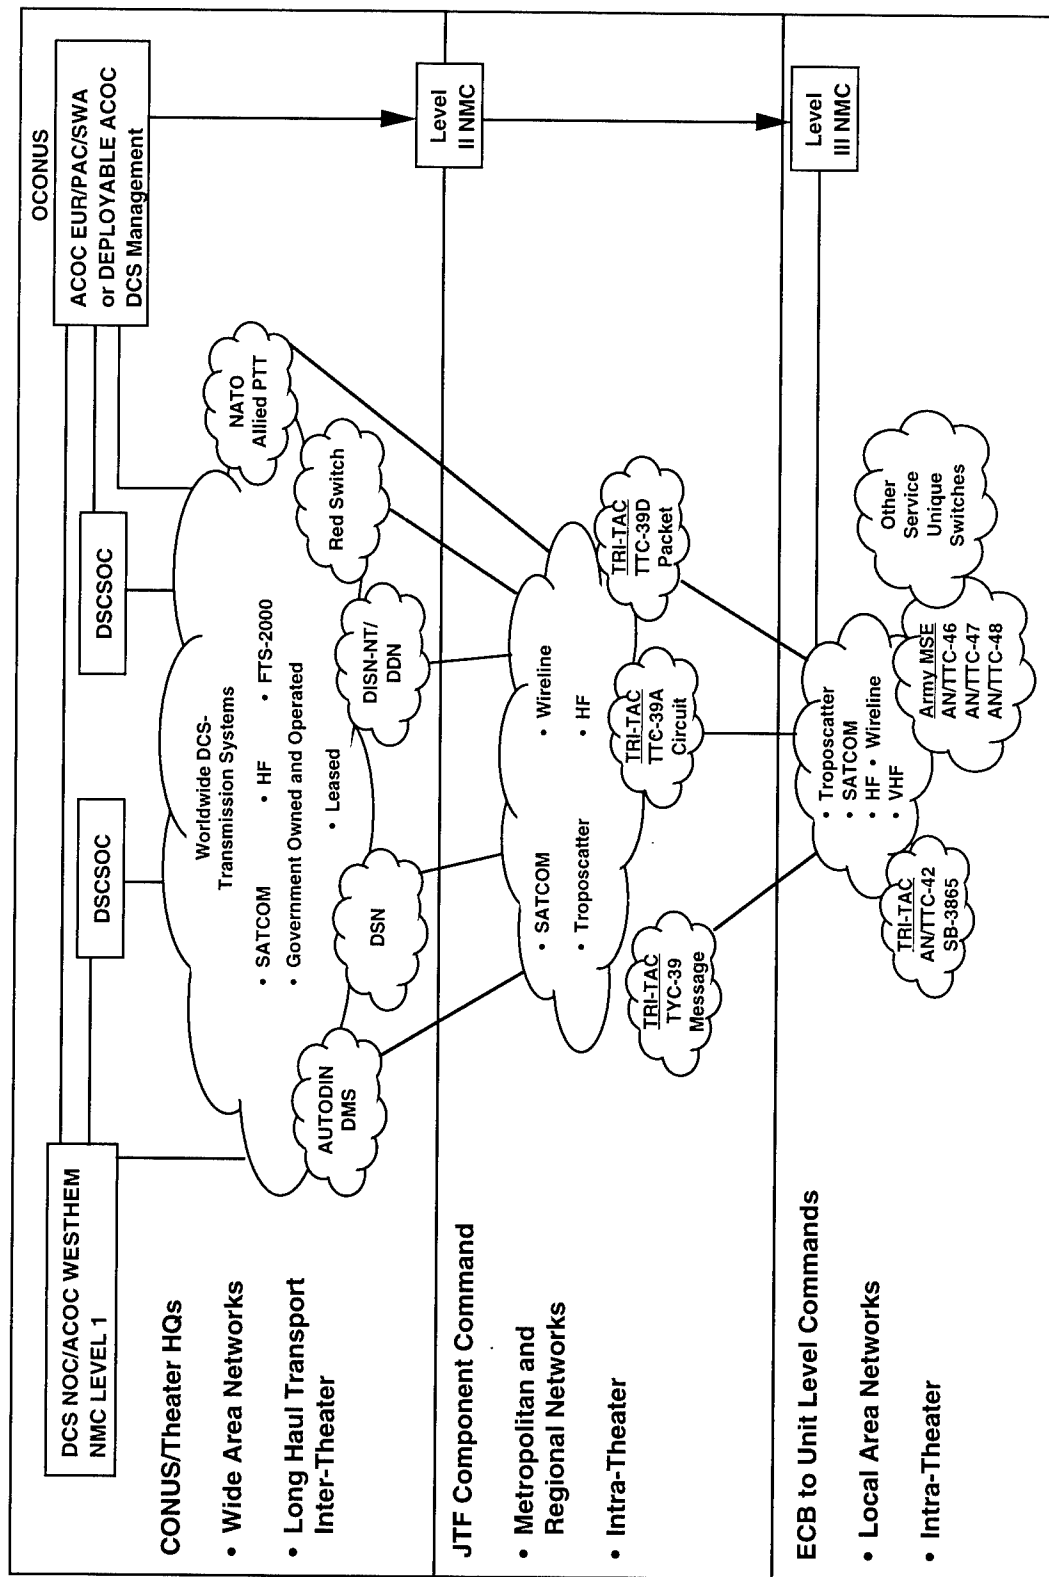 OCONUS
DCS NOC/ACOC WESTHEM
NMC LEVEL 1
DSCSOC
DSCSOC
ACOC EUR/PAC/SWA
or DEPLOYABLE ACOC
DCS Management
CONUS/Theater HQs
• Wide Area Networks
• Long Haul Transport
Inter-Theater
Worldwide DCS-
Transmission Systems
• SATCOM
• HF
• FTS-2000
• Government Owned and Operated
• Leased
AUTODIN
DMS
DSN
DISN-NT/
DDN
Red Switch
NATO
Allied PTT
Level
II NMC
JTF Component Command
• Metropolitan and
Regional Networks
• Intra-Theater
• SATCOM
• Wireline
• Troposcatter
• HF
TRI-TAC
TYC-39
Message
TRI-TAC
TTC-39A
Circuit
TRI-TAC
TTC-39D
Packet
Level
III NMC
ECB to Unit Level Commands
• Local Area Networks
• Intra-Theater
• Troposcatter
• SATCOM
• HF • Wireline
• VHF
TRI-TAC
AN/TTC-42
SB-3865
Army MSE
AN/TTC-46
AN/TTC-47
AN/TTC-48
Other
Service
Unique
Switches